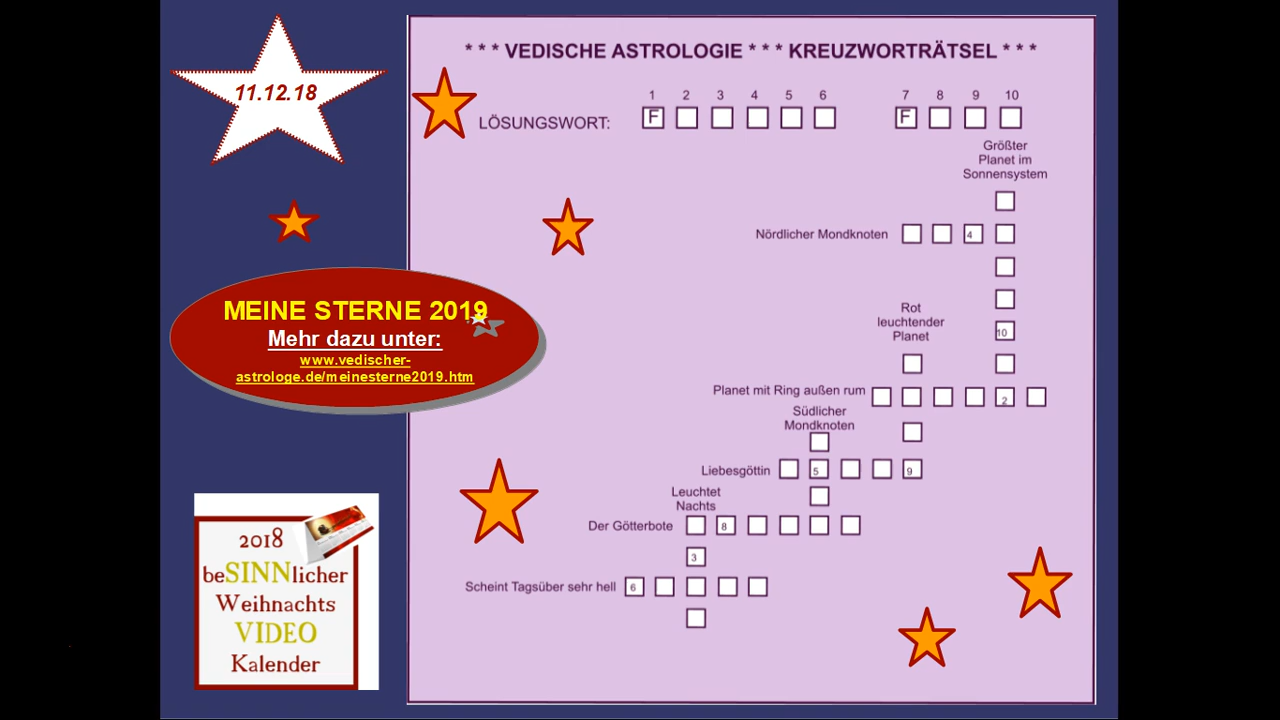 11.12.18
* * * VEDISCHE ASTROLOGIE * * * KREUZWORTRÄTSEL * * *
1 2 3 4 5 6 7 8 9 10
LÖSUNGSWORT: F F
Größter
Planet im
Sonnensystem
Nördlicher Mondknoten 4
Rot
leuchtender
Planet
10
Planet mit Ring außen rum 2
Südlicher
Mondknoten
Liebesgöttin 5 9
Leuchtet
Nachts
Der Götterbote 8
3
Scheint Tagsüber sehr hell 6
MEINE STERNE 2019
Mehr dazu unter:
www.vedischer-
astrologe.de/meinesterne2019.htm
2018
beSINNlicher
Weihnachts
VIDEO
Kalender